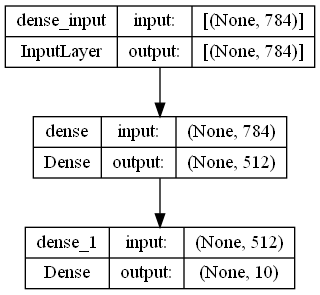 dense_input input: [(None, 784)]
InputLayer output: [(None, 784)]
dense input: (None, 784)
Dense output: (None, 512)
dense_1 input: (None, 512)
Dense output: (None, 10)